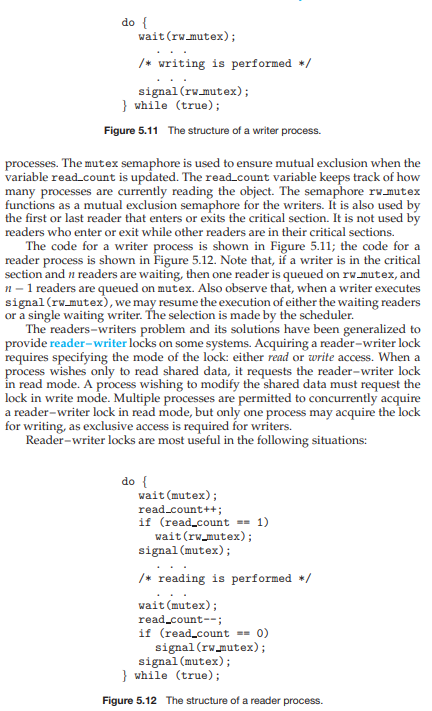 do {
wait(rw_mutex);
. . .
/* writing is performed */
. . .
signal(rw_mutex);
} while (true);
Figure 5.11 The structure of a writer process.
processes. The mutex semaphore is used to ensure mutual exclusion when the
variable read_count is updated. The read_count variable keeps track of how
many processes are currently reading the object. The semaphore rw_mutex
functions as a mutual exclusion semaphore for the writers. It is also used by
the first or last reader that enters or exits the critical section. It is not used by
readers who enter or exit while other readers are in their critical sections.
The code for a writer process is shown in Figure 5.11; the code for a
reader process is shown in Figure 5.12. Note that, if a writer is in the critical
section and n readers are waiting, then one reader is queued on rw_mutex, and
n − 1 readers are queued on mutex. Also observe that, when a writer executes
signal(rw_mutex), we may resume the execution of either the waiting readers
or a single waiting writer. The selection is made by the scheduler.
The readers–writers problem and its solutions have been generalized to
provide reader–writer locks on some systems. Acquiring a reader–writer lock
requires specifying the mode of the lock: either read or write access. When a
process wishes only to read shared data, it requests the reader–writer lock
in read mode. A process wishing to modify the shared data must request the
lock in write mode. Multiple processes are permitted to concurrently acquire
a reader–writer lock in read mode, but only one process may acquire the lock
for writing, as exclusive access is required for writers.
Reader–writer locks are most useful in the following situations:
do {
wait(mutex);
read_count++;
if (read_count == 1)
wait(rw_mutex);
signal(mutex);
. . .
/* reading is performed */
. . .
wait(mutex);
read_count--;
if (read_count == 0)
signal(rw_mutex);
signal(mutex);
} while (true);
Figure 5.12 The structure of a reader process.